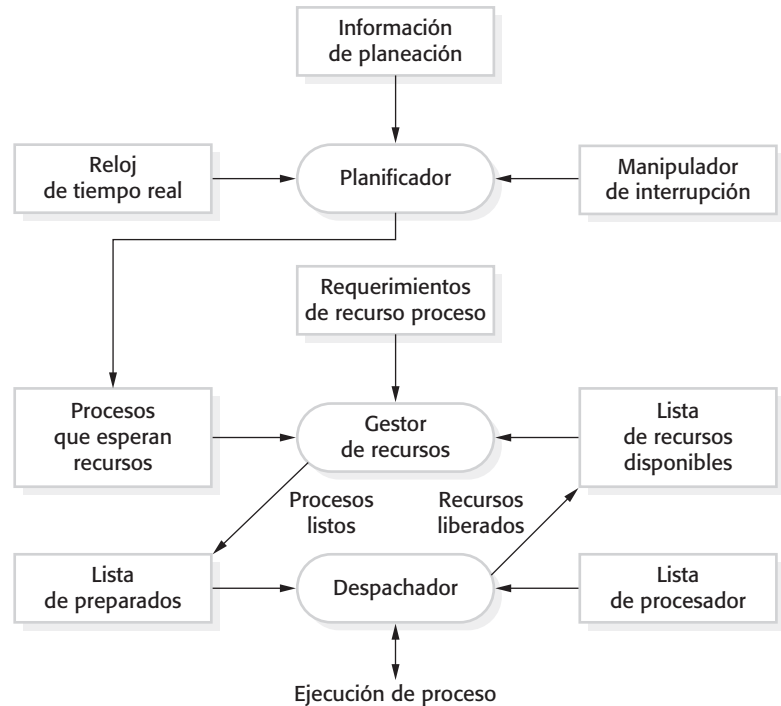 Información
de planeación
Reloj
de tiempo real
Planificador
Manipulador
de interrupción
Requerimientos
de recurso proceso
Procesos
que esperan
recursos
Gestor
de recursos
Lista
de recursos
disponibles
Procesos
listos
Recursos
liberados
Lista
de preparados
Despachador
Lista
de procesador
Ejecución de proceso